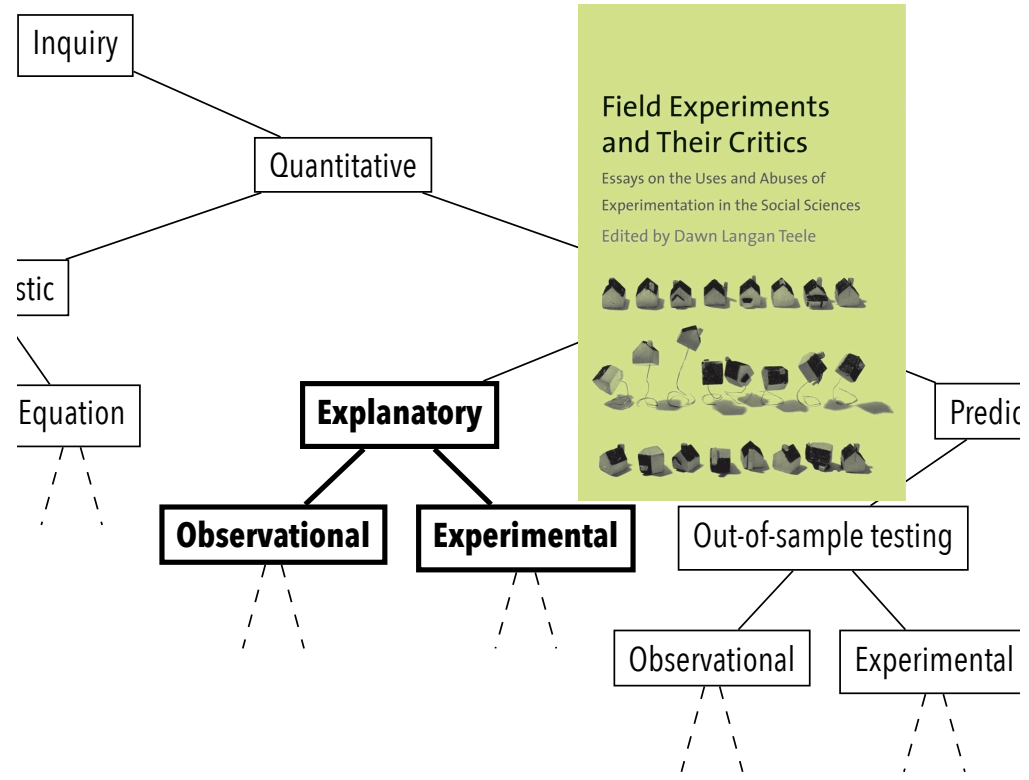 Inquiry
Quantitative
Field Experiments
and Their Critics
Essays on the Uses and Abuses of
Experimentation in the Social Sciences
Edited by Dawn Langan Teele
stic
Equation
Explanatory
Predic
Observational
Experimental
Out-of-sample testing
Observational
Experimental